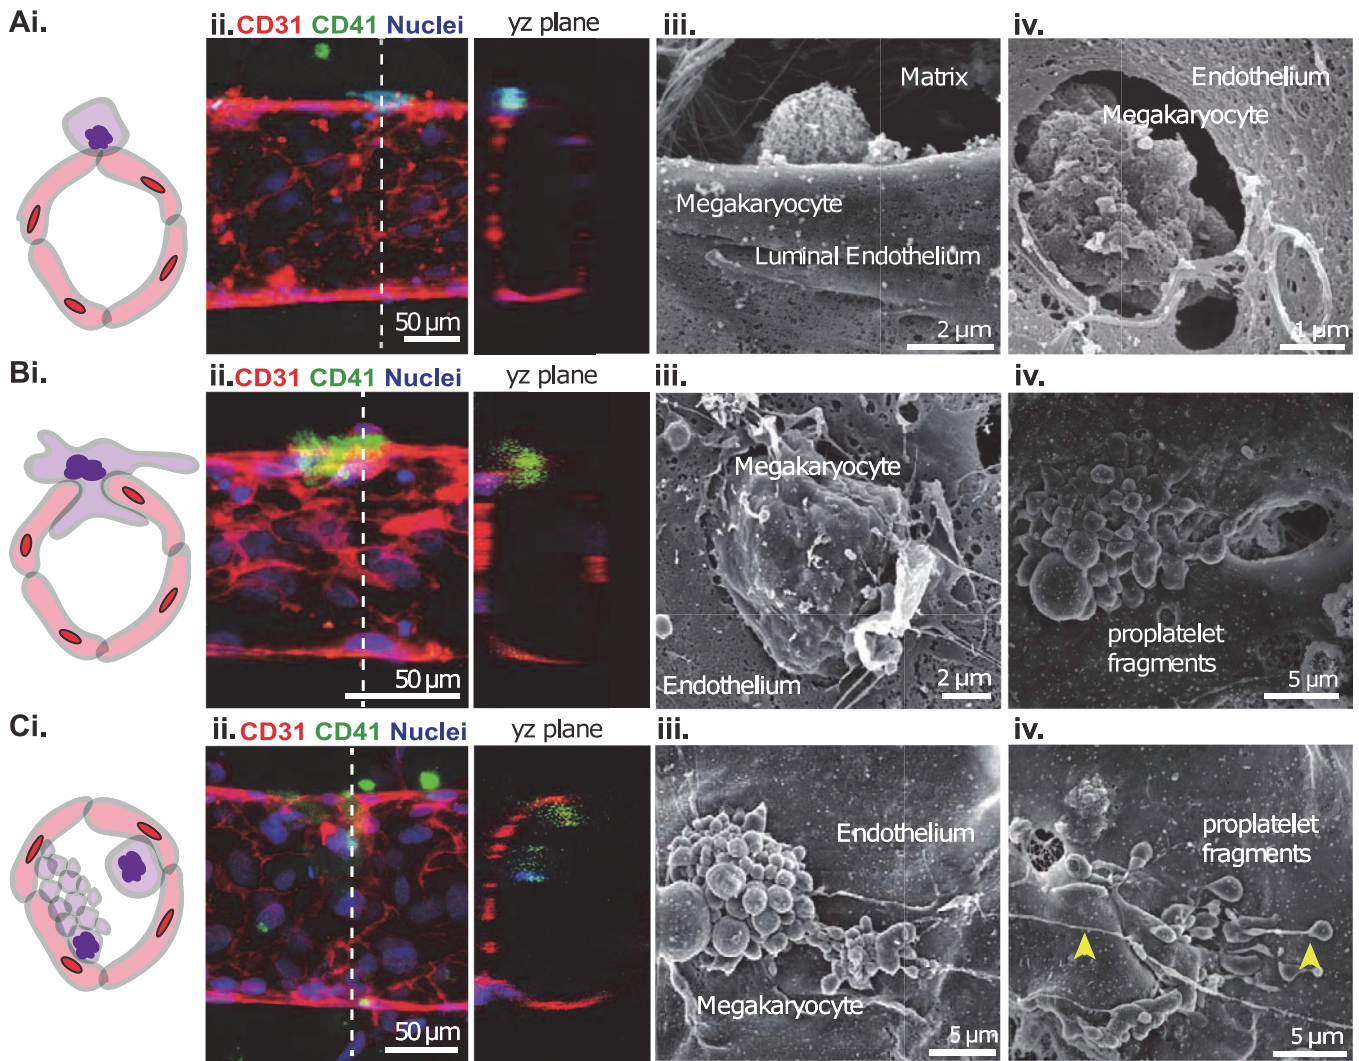 Ai.
ii. CD31 CD41 Nuclei
yz plane
iii.
iv.
50 µm
Matrix
Megakaryocyte
Luminal Endothelium
2 µm
Endothelium
Megakaryocyte
1 µm
Bi.
ii. CD31 CD41 Nuclei
yz plane
iii.
iv.
50 µm
Megakaryocyte
Endothelium
2 µm
proplatelet
fragments
5 µm
Ci.
ii. CD31 CD41 Nuclei
yz plane
iii.
iv.
50 µm
Endothelium
Megakaryocyte
5 µm
proplatelet
fragments
5 µm